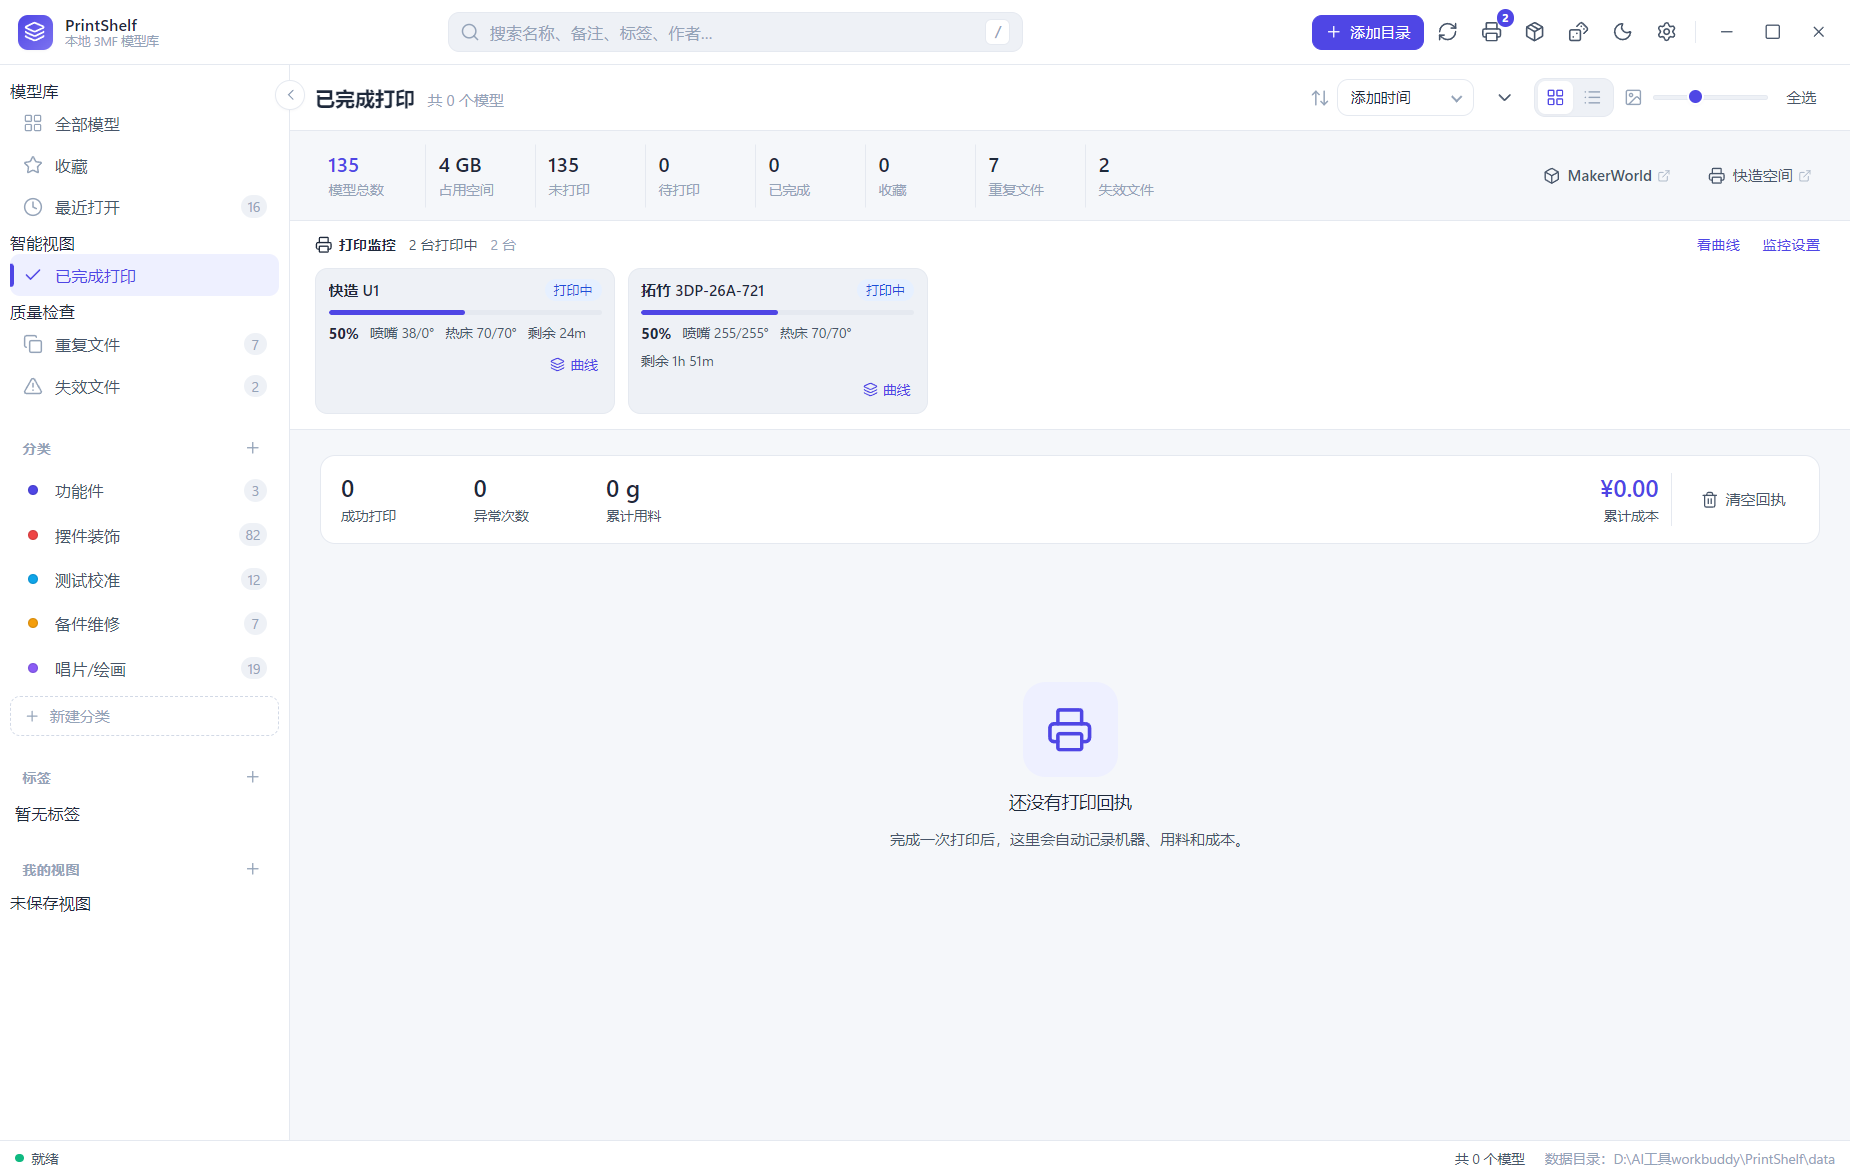 PrintShelf
本地 3MF 模型库
搜索名称、备注、标签、作者...
/
添加目录
2
模型库
全部模型
收藏
最近打开
16
智能视图
已完成打印
质量检查
重复文件
7
失效文件
2
分类
功能件
3
摆件装饰
82
测试校准
12
备件维修
7
唱片/绘画
19
新建分类
标签
暂无标签
我的视图
未保存视图
已完成打印 共 0 个模型
添加时间
全选
135
模型总数
4 GB
占用空间
135
未打印
0
待打印
0
已完成
0
收藏
7
重复文件
2
失效文件
MakerWorld
快造空间
打印监控 2 台打印中 2 台
看曲线
监控设置
快造 U1
打印中
50% 喷嘴 38/0° 热床 70/70° 剩余 24m
曲线
拓竹 3DP-26A-721
打印中
50% 喷嘴 255/255° 热床 70/70°
剩余 1h 51m
曲线
0
成功打印
0
异常次数
0 g
累计用料
¥0.00
累计成本
清空回执
还没有打印回执
完成一次打印后，这里会自动记录机器、用料和成本。
就绪
共 0 个模型
数据目录：D:\AI工具workbuddy\PrintShelf\data